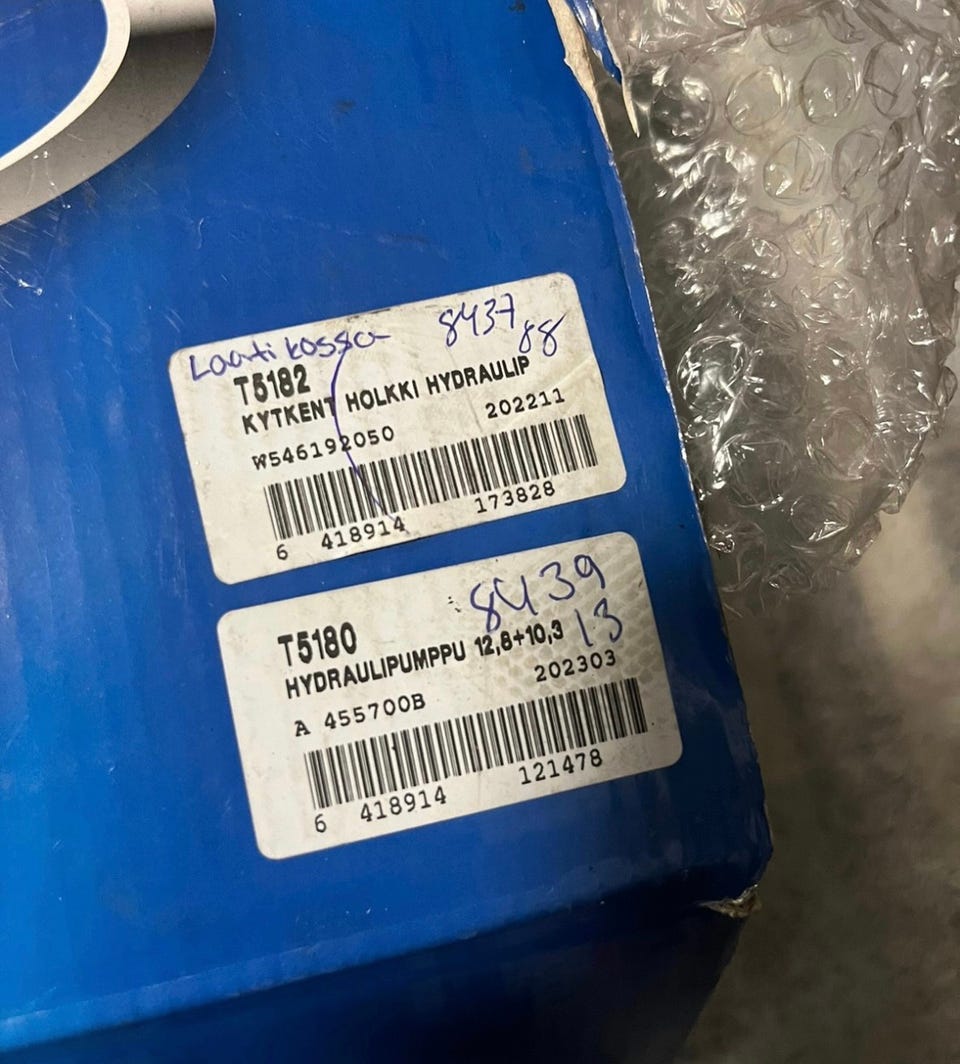 Laatikossa 8437 88
T5182
KYTKENT HOLKKI HYDRAULIP
W546192050 202211
6 418914 173828
8439 13
T5180
HYDRAULIPUMPPU 12,8+10,3
A 455700B 202303
6 418914 121478